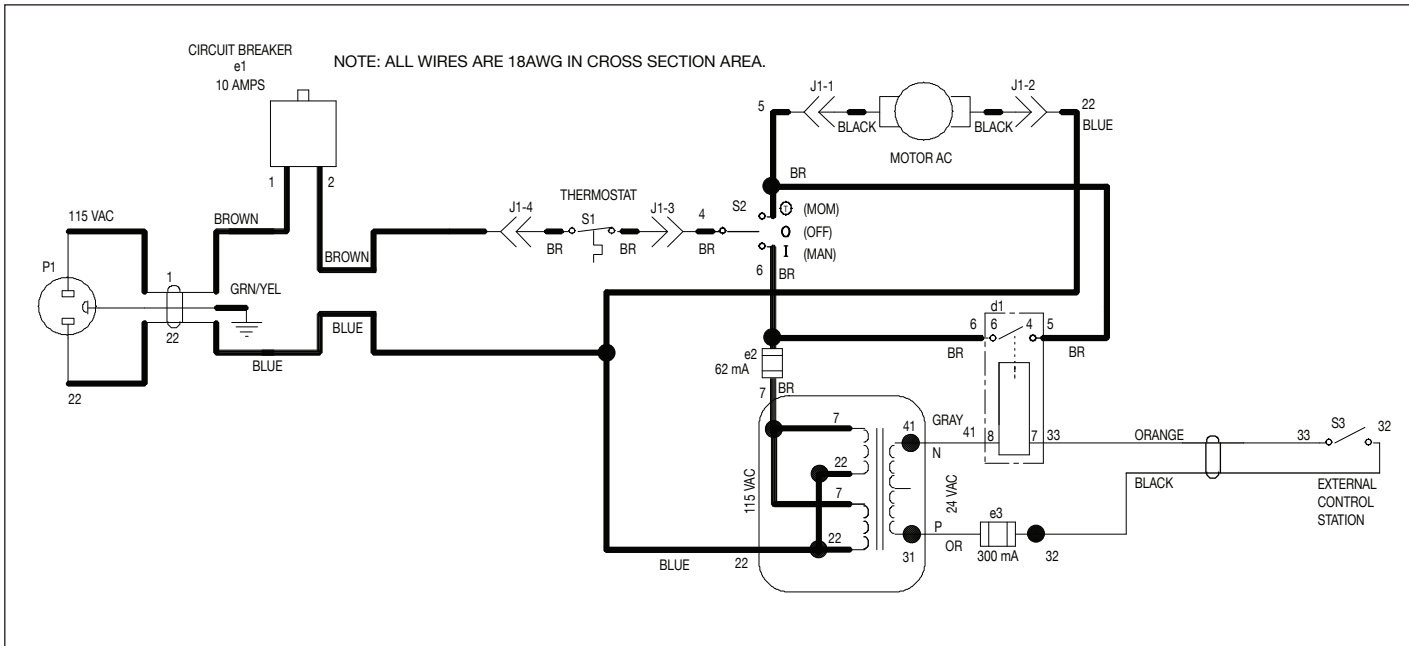 CIRCUIT BREAKER
e1
10 AMPS
NOTE: ALL WIRES ARE 18AWG IN CROSS SECTION AREA.
J1-1
J1-2
5
22
BLACK
BLACK
BLUE
MOTOR AC
1
2
BR
THERMOSTAT
115 VAC
BROWN
J1-4
S1
J1-3
4
S2
T (MOM)
O (OFF)
I (MAN)
BR
BR
BR
BROWN
6
BR
P1
1
GRN/YEL
22
BLUE
BLUE
22
d1
6
6
4
5
BR
BR
e2
62 mA
7
BR
7
41
GRAY
41
8
7
33
ORANGE
33
S3
32
N
22
7
115 VAC
24 VAC
BLACK
EXTERNAL
CONTROL
STATION
22
P
e3
OR
31
300 mA
32
BLUE
22